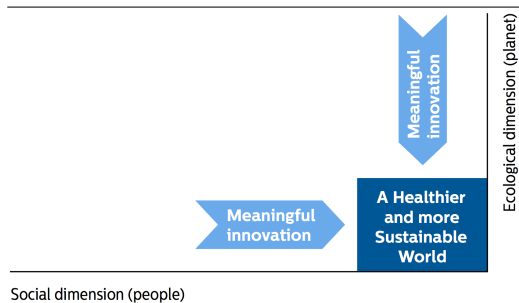 Meaningful
innovation
Ecological dimension (planet)
A Healthier
and more
Sustainable
World
Meaningful
innovation
Social dimension (people)